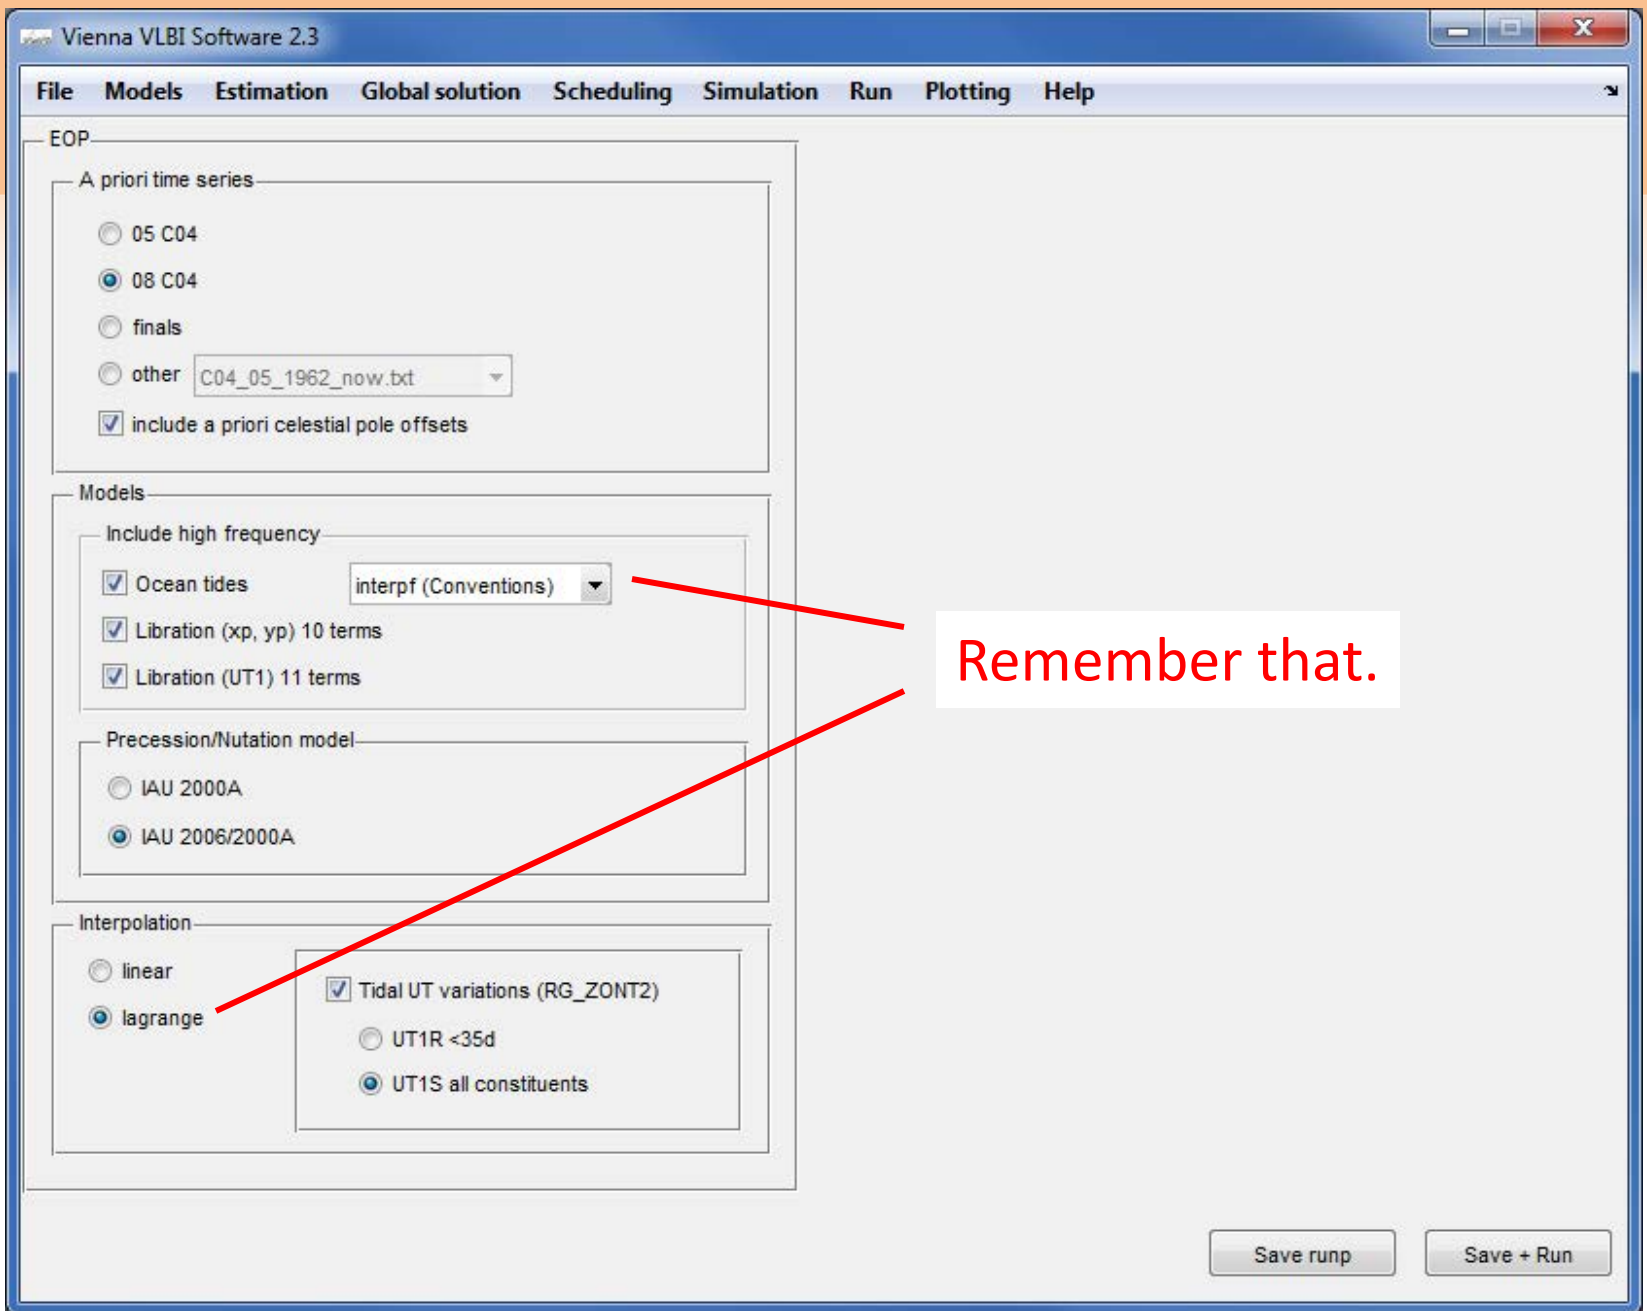 Vienna VLBI Software 2.3
File Models Estimation Global solution Scheduling Simulation Run Plotting Help
EOP
A priori time series
05 C04
08 C04
finals
other C04_05_1962_now.txt
include a priori celestial pole offsets
Models
Include high frequency
Ocean tides interpf (Conventions)
Libration (xp, yp) 10 terms
Libration (UT1) 11 terms
Remember that.
Precession/Nutation model
IAU 2000A
IAU 2006/2000A
Interpolation
linear
lagrange
Tidal UT variations (RG_ZONT2)
UT1R <35d
UT1S all constituents
Save runp Save + Run